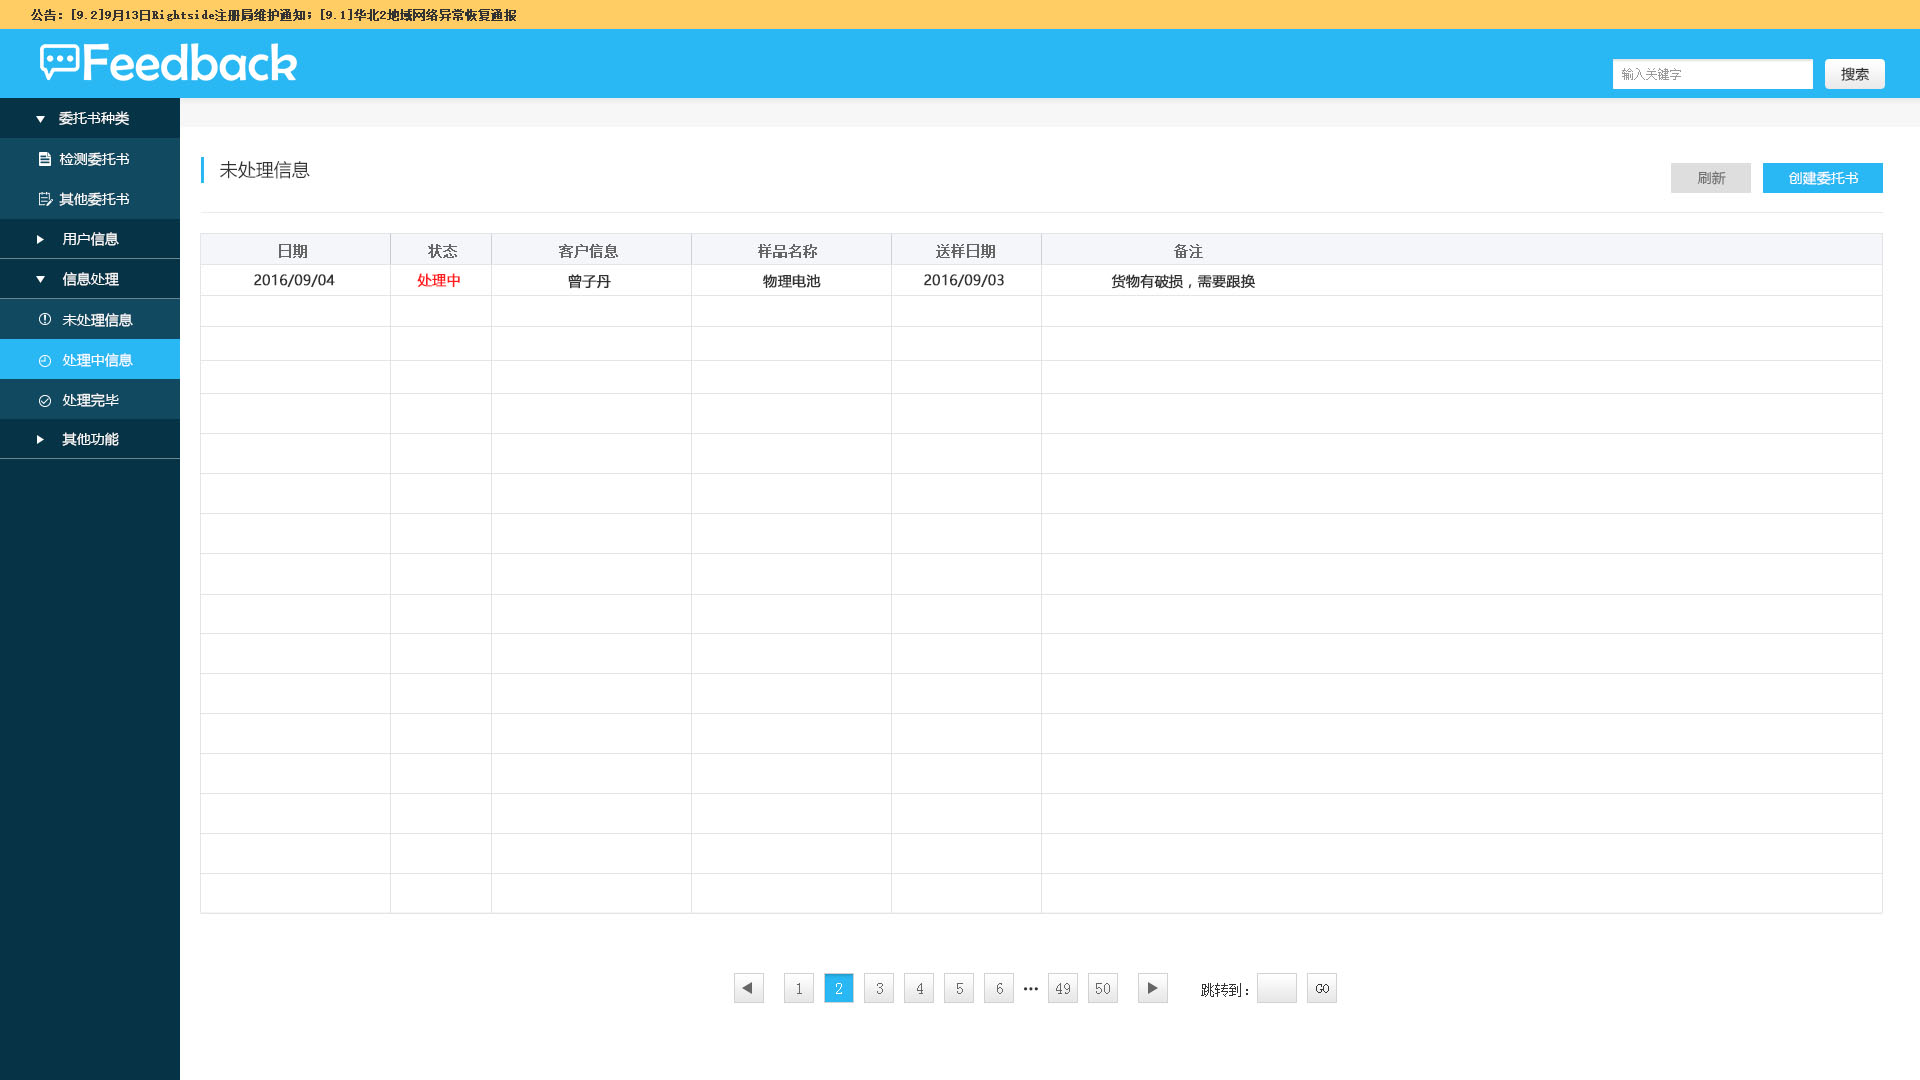 公告：[9.2]9月13日Rightside注册局维护通知；[9.1]华北2地域网络异常恢复通报
Feedback
输入关键字
搜索
委托书种类
检测委托书
其他委托书
用户信息
信息处理
未处理信息
处理中信息
处理完毕
其他功能
未处理信息
刷新
创建委托书
日期 状态 客户信息 样品名称 送样日期 备注
2016/09/04 处理中 曾子丹 物理电池 2016/09/03 货物有破损，需要跟换
1 2 3 4 5 6 ··· 49 50 跳转到： GO